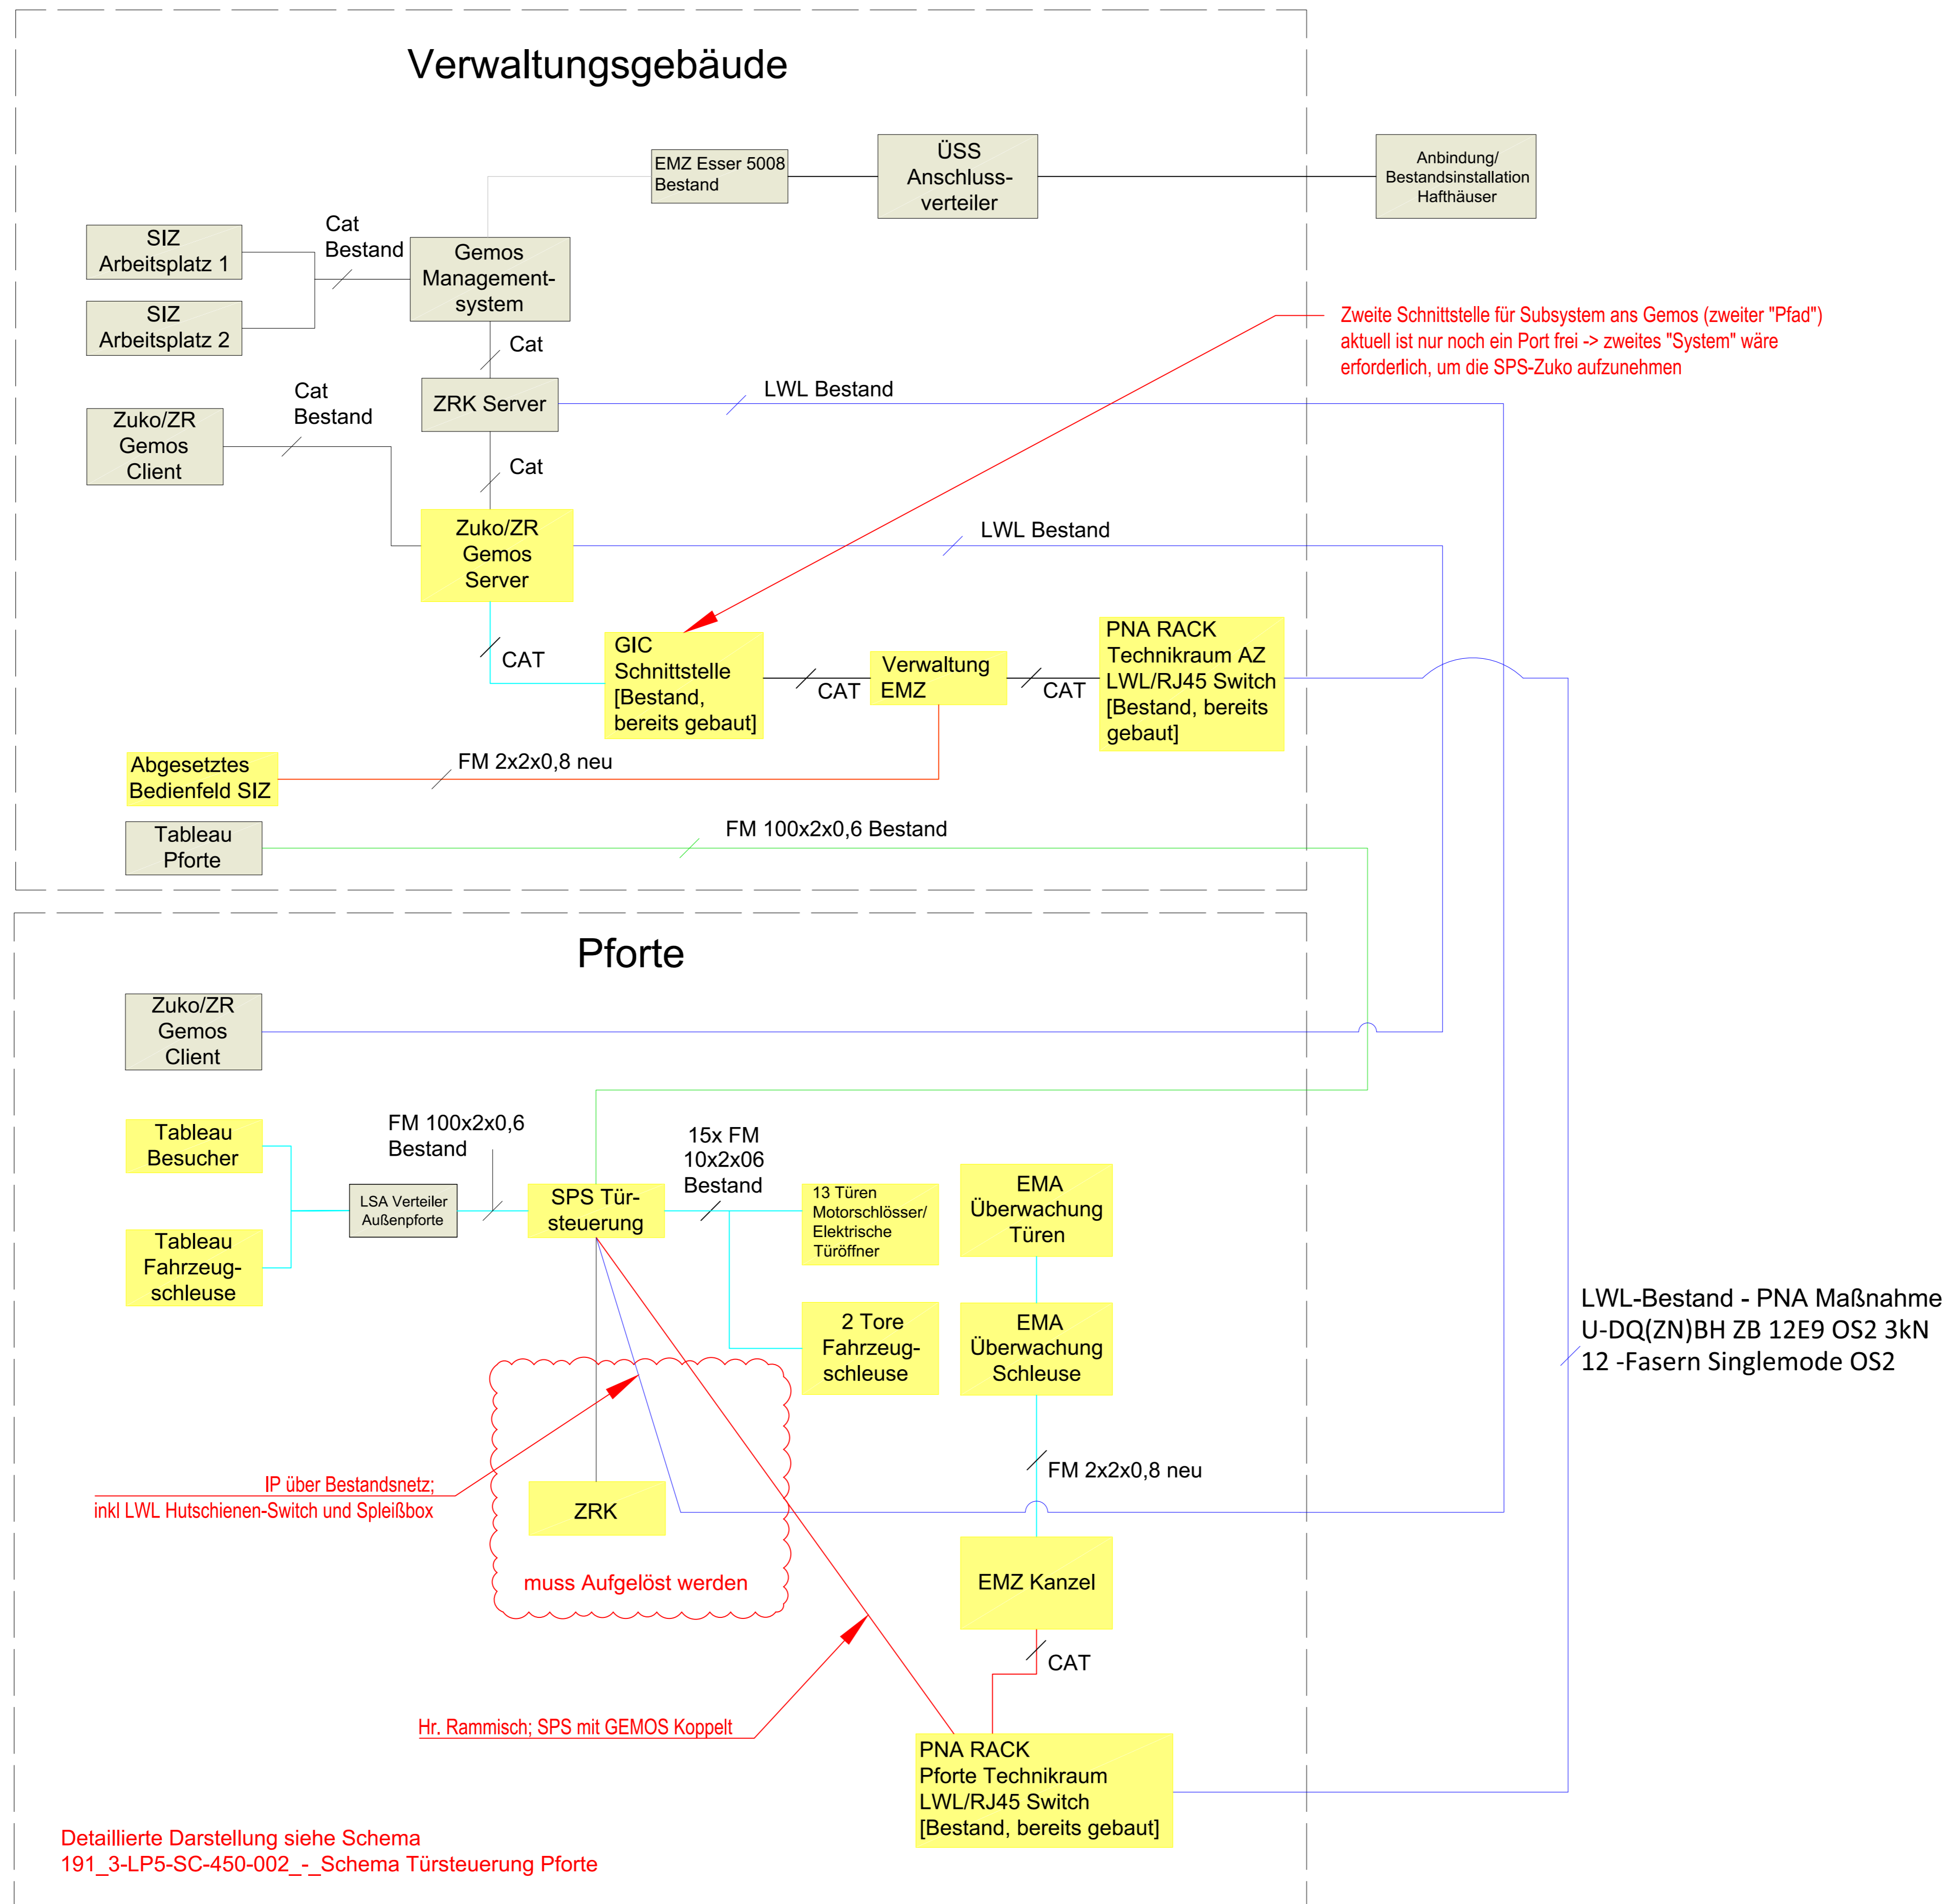 Verwaltungsgebäude
EMZ Esser 5008
Bestand
ÜSS
Anschluss-
verteiler
Anbindung/
Bestandsinstallation
Hafthäuser
SIZ
Arbeitsplatz 1
Cat
Bestand
Gemos
Management-
system
SIZ
Arbeitsplatz 2
Zweite Schnittstelle für Subsystem ans Gemos (zweiter "Pfad")
aktuell ist nur noch ein Port frei -> zweites "System" wäre
erforderlich, um die SPS-Zuko aufzunehmen
Cat
Cat
Bestand
ZRK Server
LWL Bestand
Zuko/ZR
Gemos
Client
Cat
Zuko/ZR
Gemos
Server
LWL Bestand
CAT
GIC
Schnittstelle
[Bestand,
bereits gebaut]
CAT
Verwaltung
EMZ
CAT
PNA RACK
Technikraum AZ
LWL/RJ45 Switch
[Bestand, bereits
gebaut]
Abgesetztes
Bedienfeld SIZ
FM 2x2x0,8 neu
Tableau
Pforte
FM 100x2x0,6 Bestand
Pforte
Zuko/ZR
Gemos
Client
Tableau
Besucher
FM 100x2x0,6
Bestand
15x FM
10x2x06
Bestand
LSA Verteiler
Außenpforte
SPS Tür-
steuerung
13 Türen
Motorschlösser/
Elektrische
Türöffner
EMA
Überwachung
Türen
Tableau
Fahrzeug-
schleuse
2 Tore
Fahrzeug-
schleuse
EMA
Überwachung
Schleuse
LWL-Bestand - PNA Maßnahme
U-DQ(ZN)BH ZB 12E9 OS2 3kN
12 -Fasern Singlemode OS2
FM 2x2x0,8 neu
IP über Bestandsnetz;
inkl LWL Hutschienen-Switch und Spleißbox
ZRK
muss Aufgelöst werden
EMZ Kanzel
CAT
Hr. Rammisch; SPS mit GEMOS Koppelt
PNA RACK
Pforte Technikraum
LWL/RJ45 Switch
[Bestand, bereits gebaut]
Detaillierte Darstellung siehe Schema
191_3-LP5-SC-450-002_-_Schema Türsteuerung Pforte